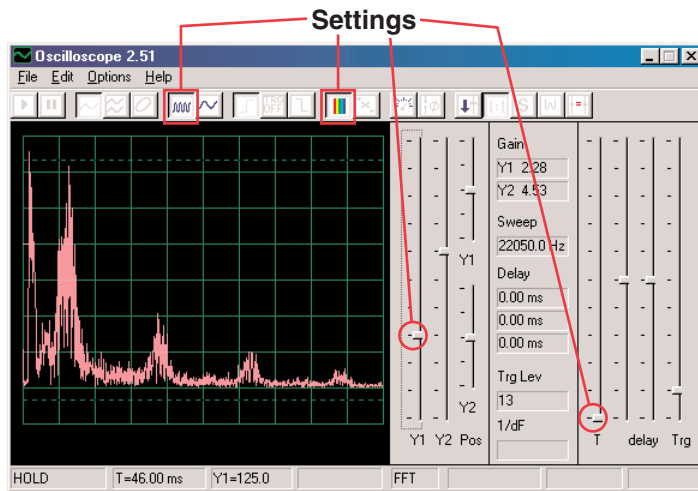 Settings
Oscilloscope 2.51
File Edit Options Help
TRG OFF
S W
Gain
Y1 2.28
Y2 4.53
Sweep
22050.0 Hz
Y1
Delay
0.00 ms
0.00 ms
0.00 ms
Trg Lev
13
Y2
1/dF
Y1 Y2 Pos
T delay Trg
HOLD T=46.00 ms Y1=125.0 FFT